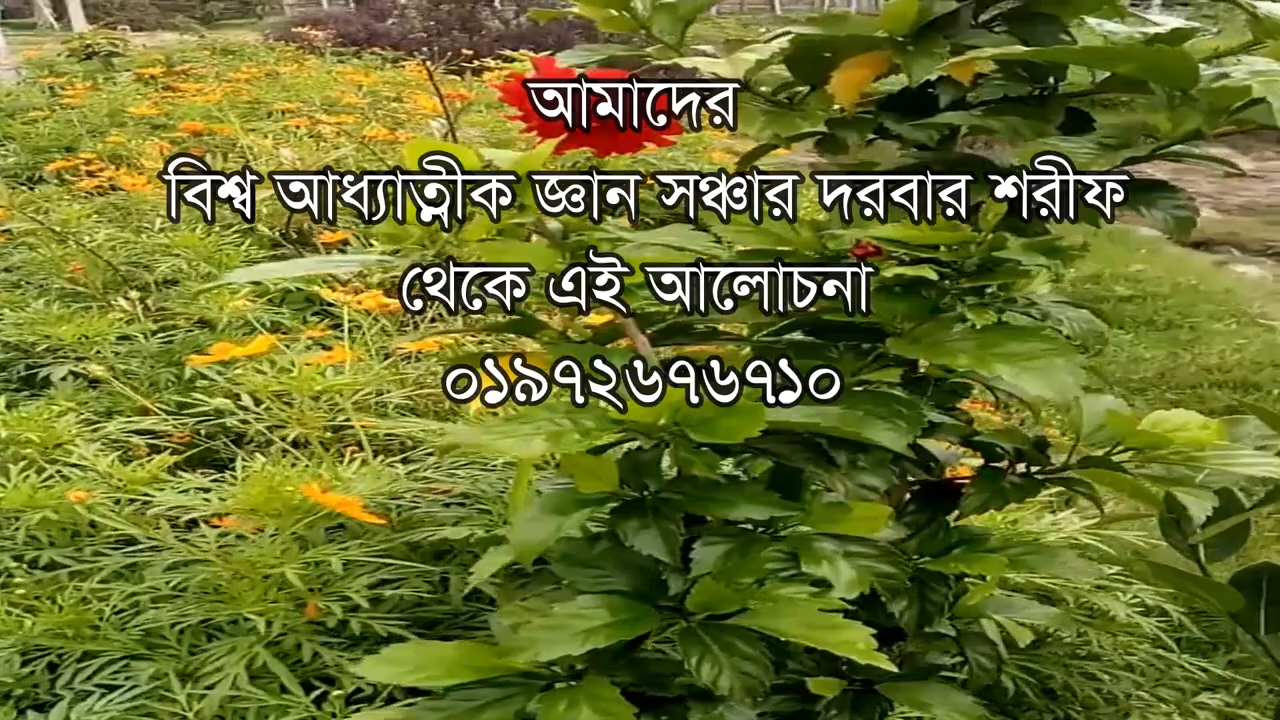 আমাদের
বিশ্ব আধ্যাত্নীক জ্ঞান সঞ্চার দরবার শরীফ
থেকে এই আলোচনা
০১৯৭২৬৭৬৭১০